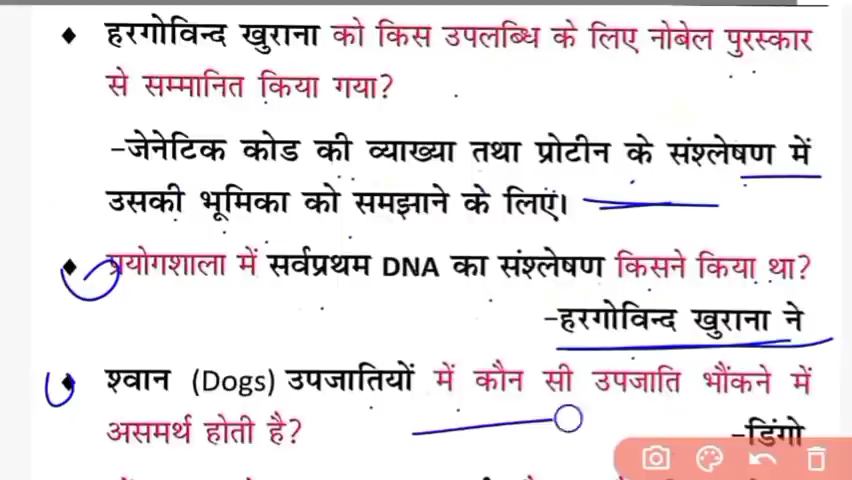 ♦ हरगोविन्द खुराना को किस उपलब्धि के लिए नोबेल पुरस्कार
से सम्मानित किया गया?
-जेनेटिक कोड की व्याख्या तथा प्रोटीन के संश्लेषण में
उसकी भूमिका को समझाने के लिए।
♦ प्रयोगशाला में सर्वप्रथम DNA का संश्लेषण किसने किया था?
-हरगोविन्द खुराना ने
♦ श्वान (Dogs) उपजातियों में कौन सी उपजाति भौंकने में
असमर्थ होती है?
-डिंगो